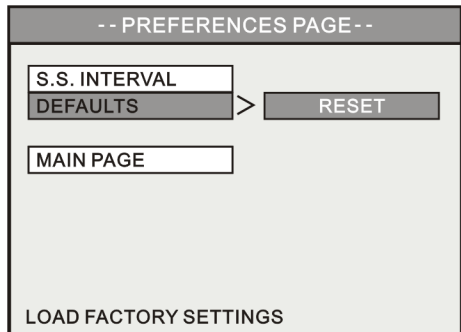 -- PREFERENCES PAGE--
S.S. INTERVAL
DEFAULTS > RESET
MAIN PAGE
LOAD FACTORY SETTINGS